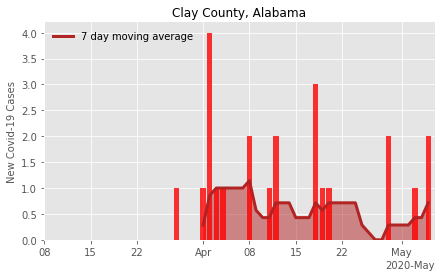 Clay County, Alabama
7 day moving average
New Covid-19 Cases
4.0
3.5
3.0
2.5
2.0
1.5
1.0
0.5
0.0
08 15 22 Apr 08 15 22 May
2020-May